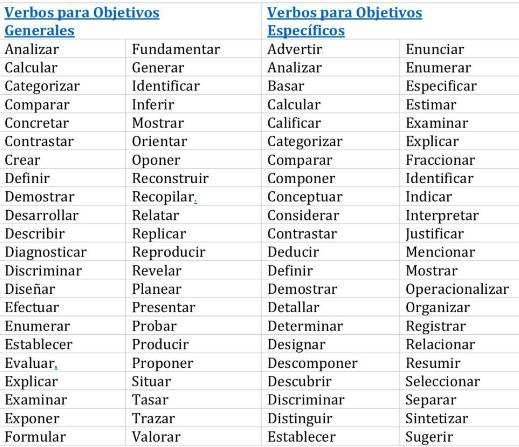 Verbos para Objetivos Generales Verbos para Objetivos Específicos
Analizar Fundamentar Advertir Enunciar
Calcular Generar Analizar Enumerar
Categorizar Identificar Basar Especificar
Comparar Inferir Calcular Estimar
Concretar Mostrar Calificar Examinar
Contrastar Orientar Categorizar Explicar
Crear Oponer Comparar Fraccionar
Definir Reconstruir Componer Identificar
Demostrar Recopilar. Conceptuar Indicar
Desarrollar Relatar Considerar Interpretar
Describir Replicar Contrastar Justificar
Diagnosticar Reproducir Deducir Mencionar
Discriminar Revelar Definir Mostrar
Diseñar Planear Demostrar Operacionalizar
Efectuar Presentar Detallar Organizar
Enumerar Probar Determinar Registrar
Establecer Producir Designar Relacionar
Evaluar. Proponer Descomponer Resumir
Explicar Situar Descubrir Seleccionar
Examinar Tasar Discriminar Separar
Exponer Trazar Distinguir Sintetizar
Formular Valorar Establecer Sugerir